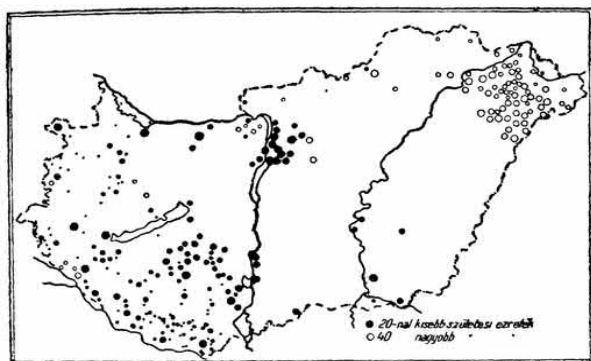 ● 20-nál kisebb születési ezrelék
○ 40 nagyobb